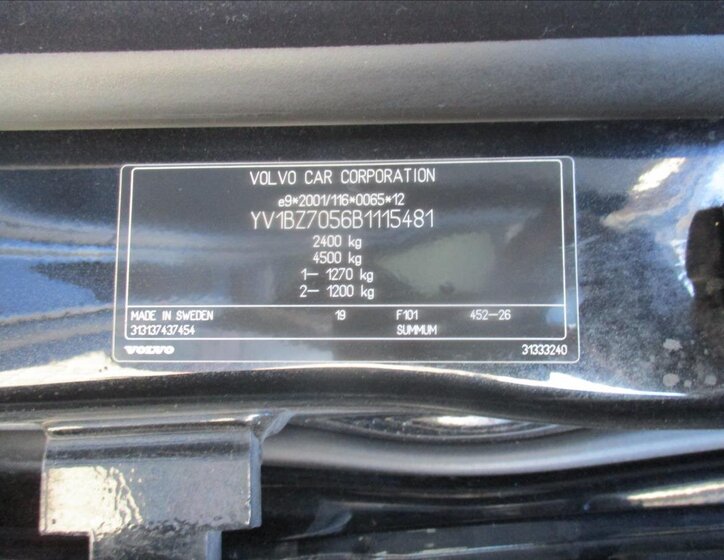 VOLVO CAR CORPORATION
e9*2001/116*0065*12
YV1BZ7056B1115481
2400 kg
4500 kg
1– 1270 kg
2– 1200 kg
MADE IN SWEDEN 19 F101 452–26
313137437454 SUMMUM
VOLVO 31333240